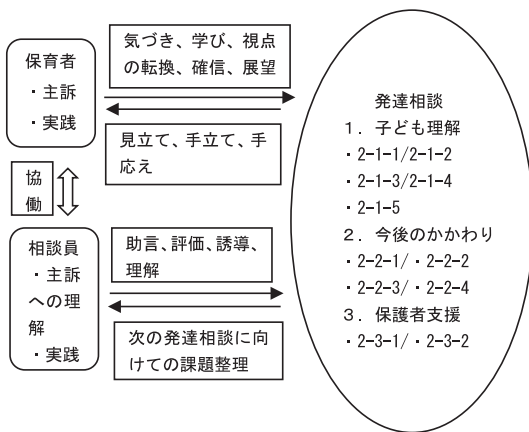 保育者
・主訴
・実践
気づき、学び、視点
の転換、確信、展望
見立て、手立て、手
応え
協
働
相談員
・主訴
への理
解
・実践
助言、評価、誘導、
理解
次の発達相談に向
けての課題整理
発達相談
1．子ども理解
・2-1-1/2-1-2
・2-1-3/2-1-4
・2-1-5
2．今後のかかわり
・2-2-1/・2-2-2
・2-2-3/・2-2-4
3．保護者支援
・2-3-1/・2-3-2